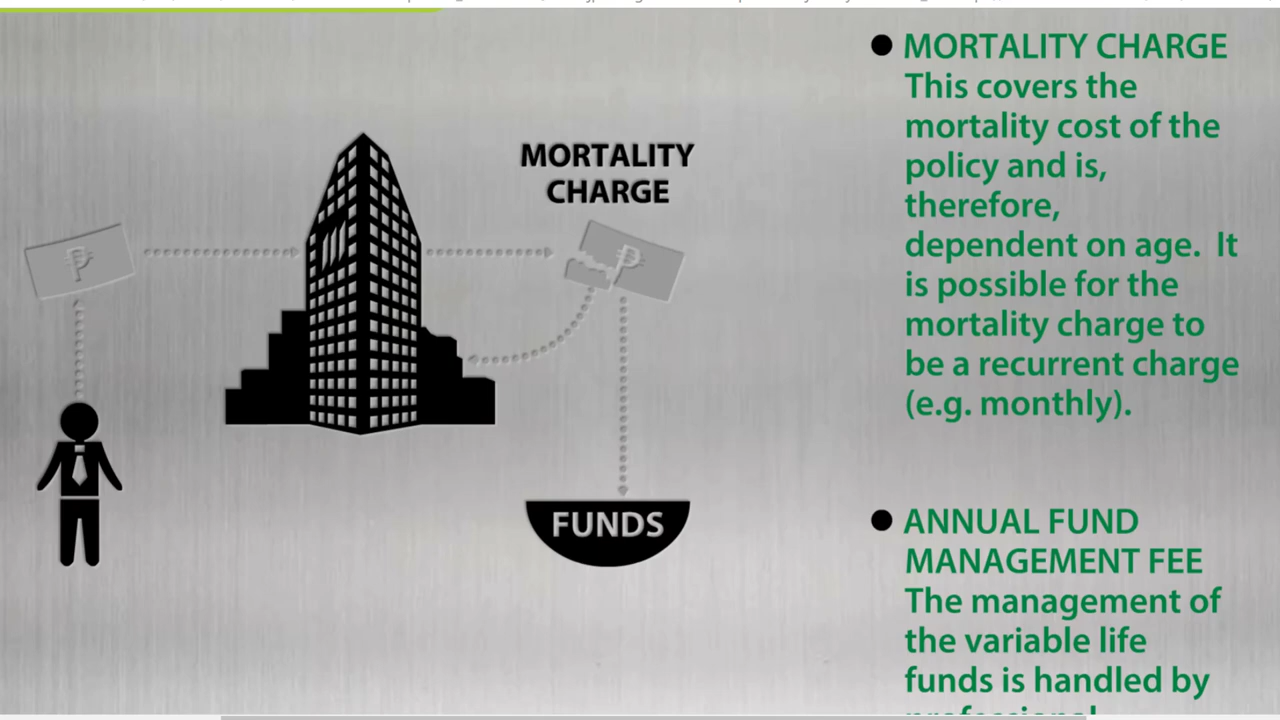 MORTALITY
CHARGE
₱
₱
FUNDS
● MORTALITY CHARGE
This covers the
mortality cost of the
policy and is,
therefore,
dependent on age.  It
is possible for the
mortality charge to
be a recurrent charge
(e.g. monthly).
● ANNUAL FUND
MANAGEMENT FEE
The management of
the variable life
funds is handled by
professional